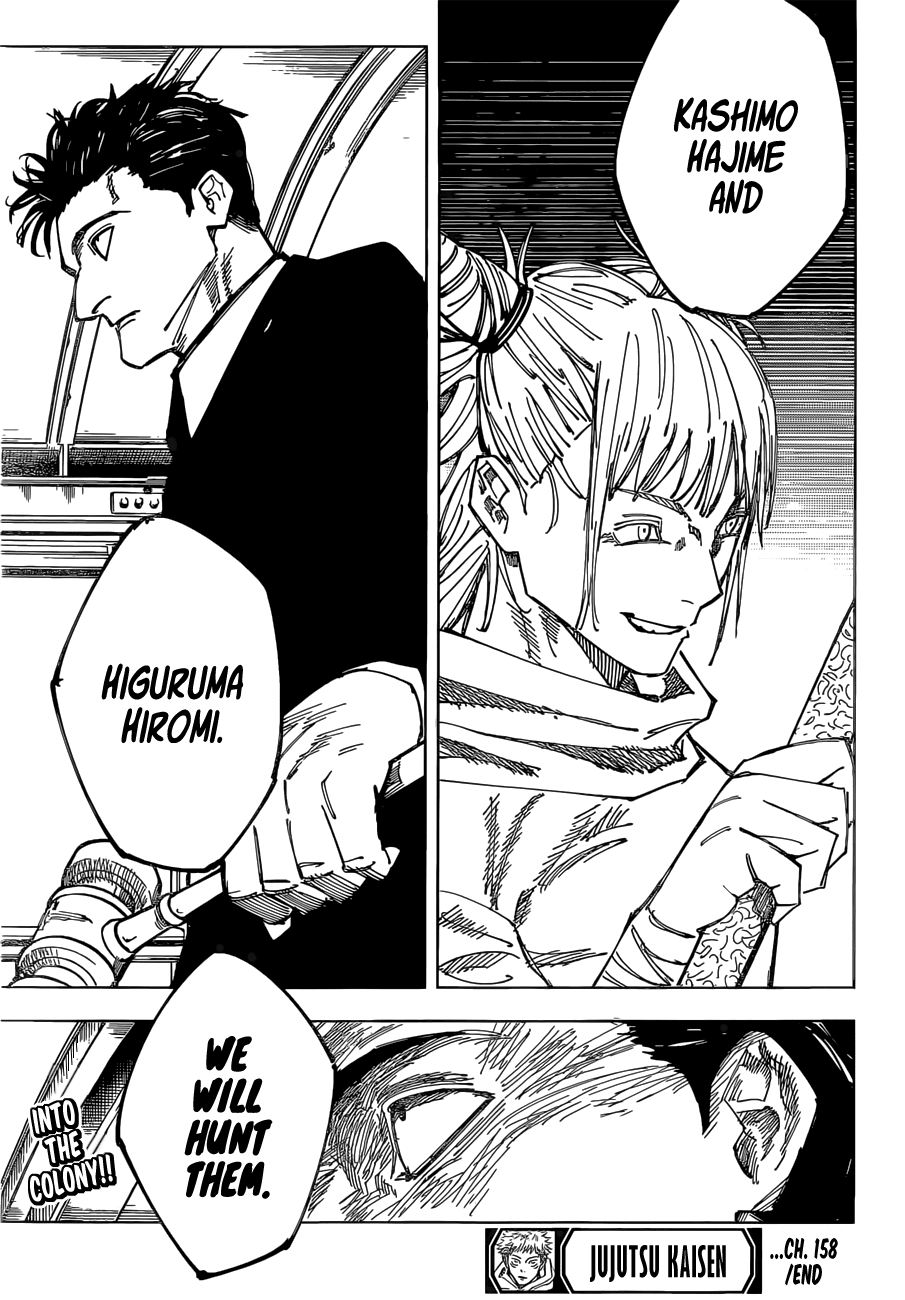 KASHIMO
HAJIME
AND
HIGURUMA
HIROMI.
WE
WILL
HUNT
THEM.
INTO
THE
COLONY!!
JUJUTSU KAISEN
...CH. 158
/END